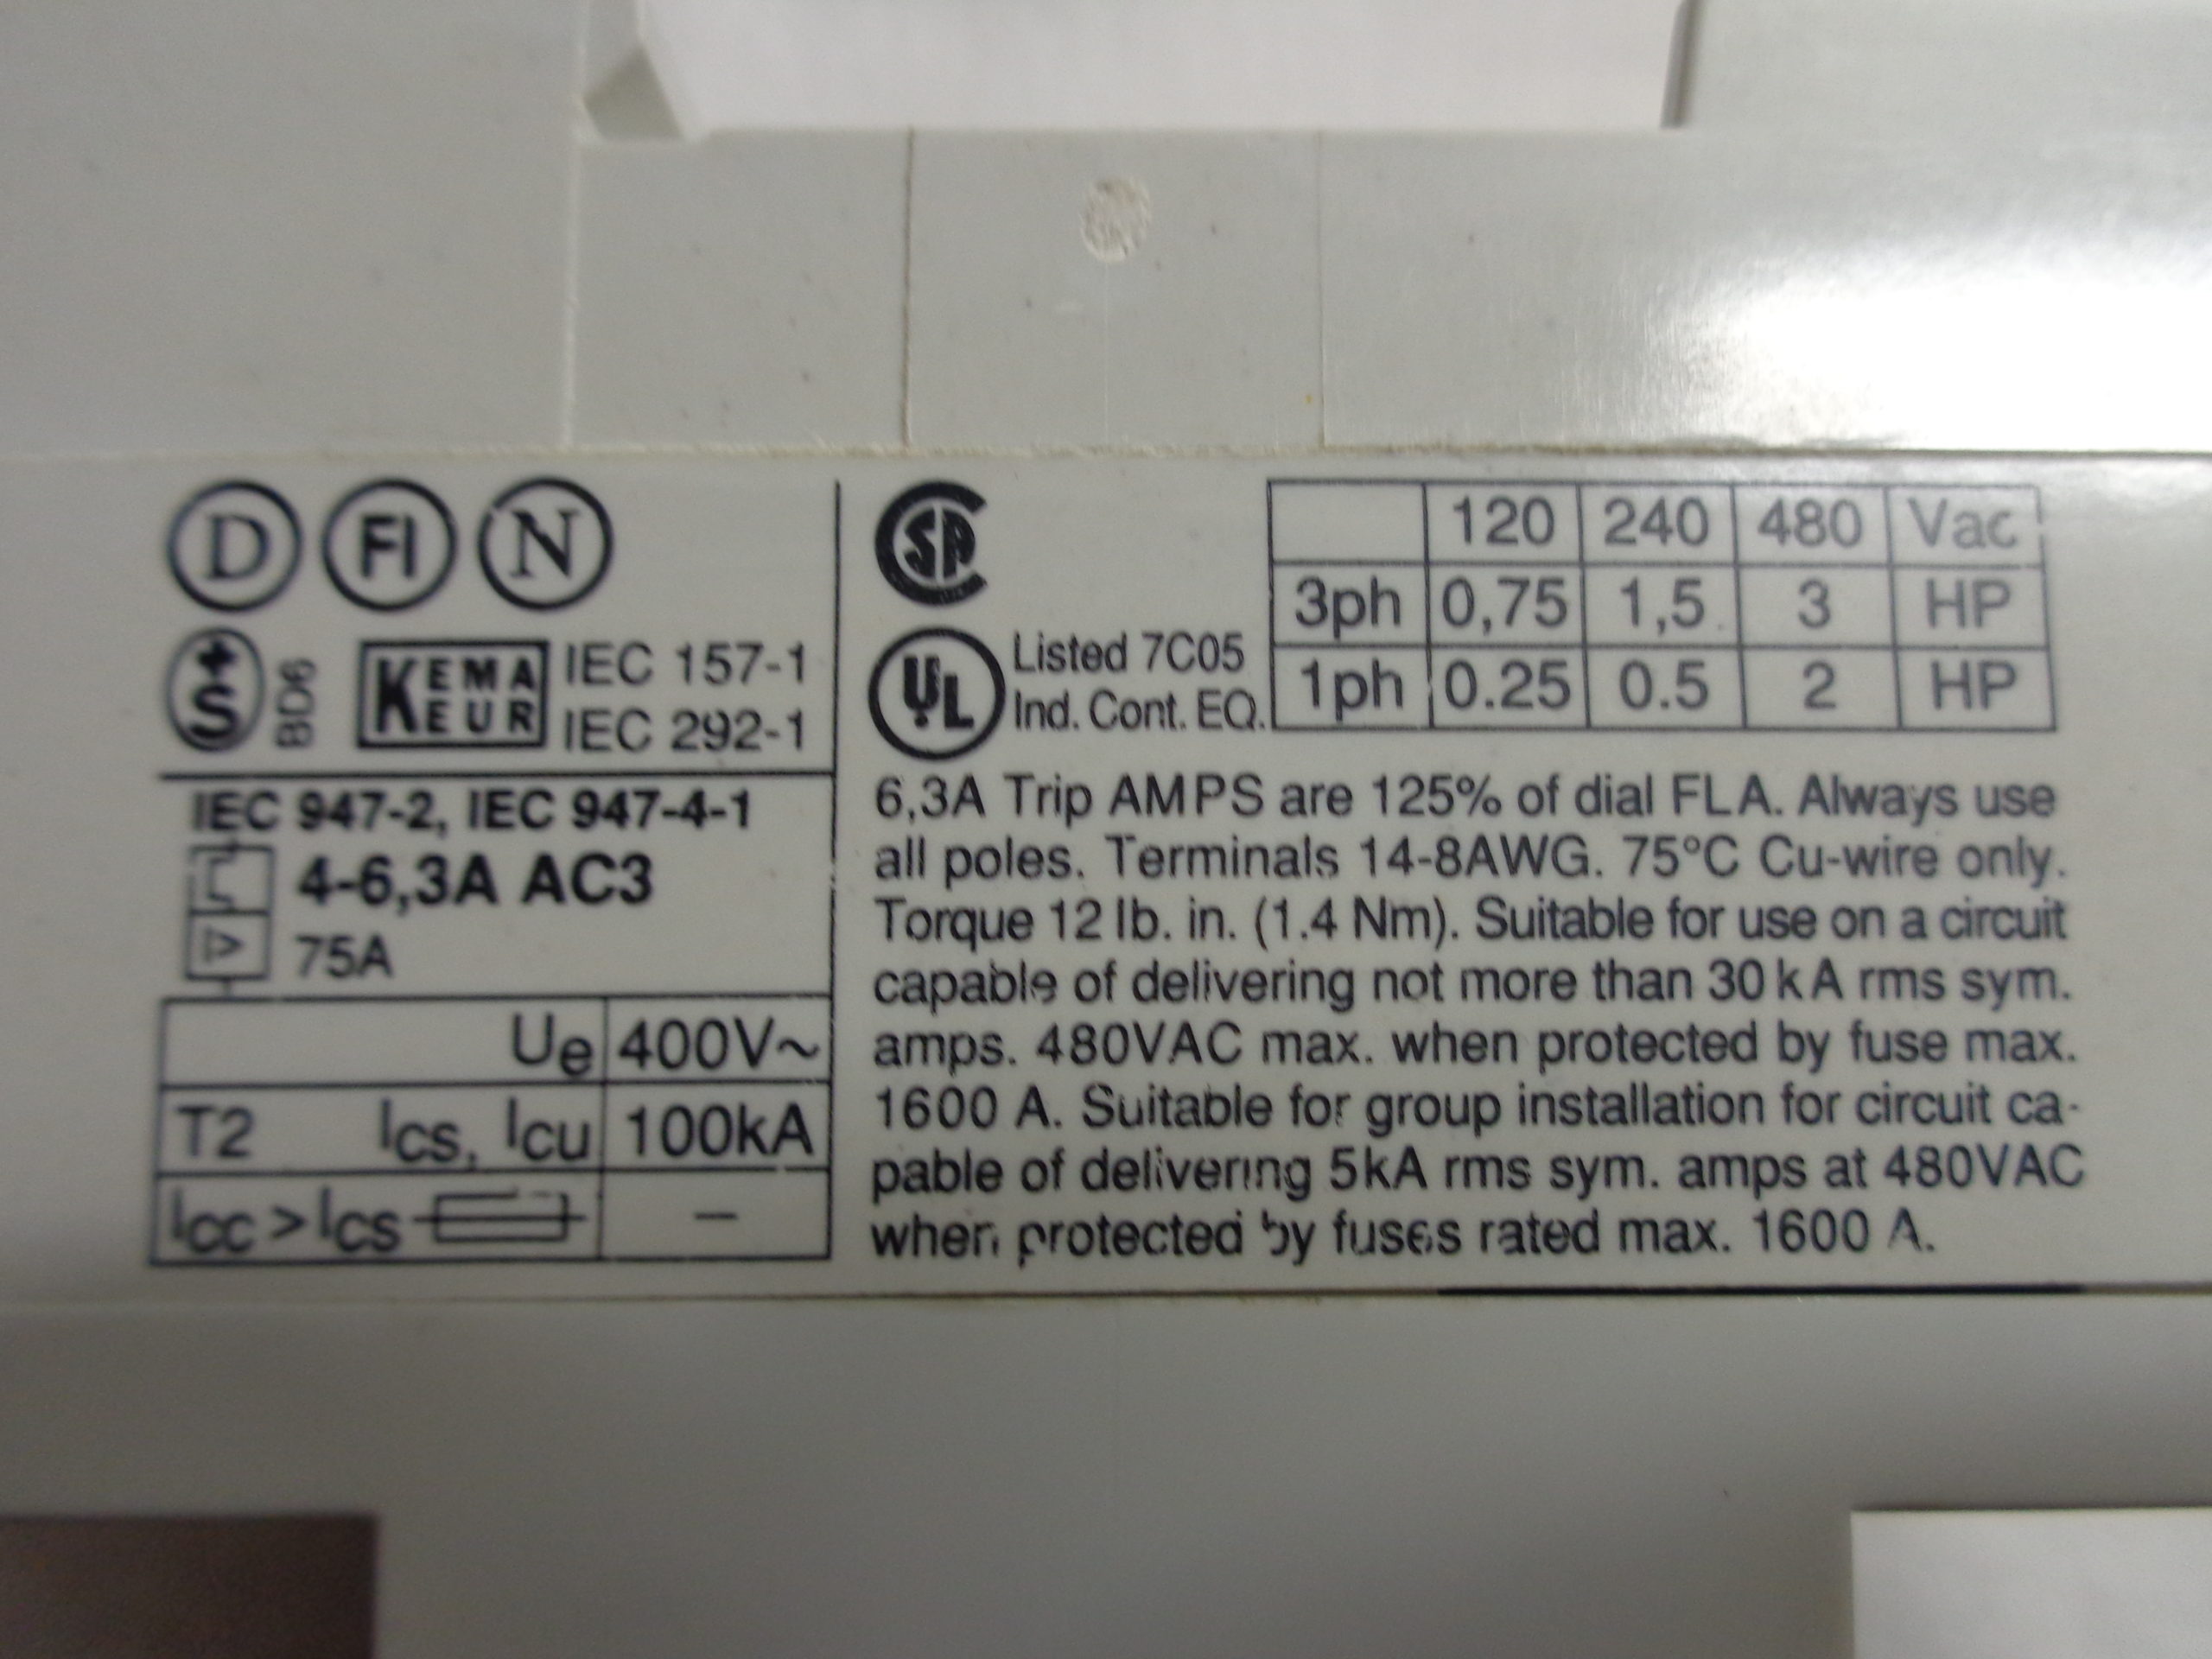 D FI N
+S BD6 KEMA KEUR IEC 157-1
IEC 292-1
IEC 947-2, IEC 947-4-1
4-6,3A AC3
I> 75A
Ue 400V~
T2 Ics, Icu 100kA
Icc > Ics –
CSA
UL Listed 7C05
Ind. Cont. EQ.
120 240 480 Vac
3ph 0,75 1,5 3 HP
1ph 0.25 0.5 2 HP
6,3A Trip AMPS are 125% of dial FLA. Always use
all poles. Terminals 14-8AWG. 75°C Cu-wire only.
Torque 12 lb. in. (1.4 Nm). Suitable for use on a circuit
capable of delivering not more than 30 kA rms sym.
amps. 480VAC max. when protected by fuse max.
1600 A. Suitable for group installation for circuit ca-
pable of delivering 5kA rms sym. amps at 480VAC
when protected by fuses rated max. 1600 A.